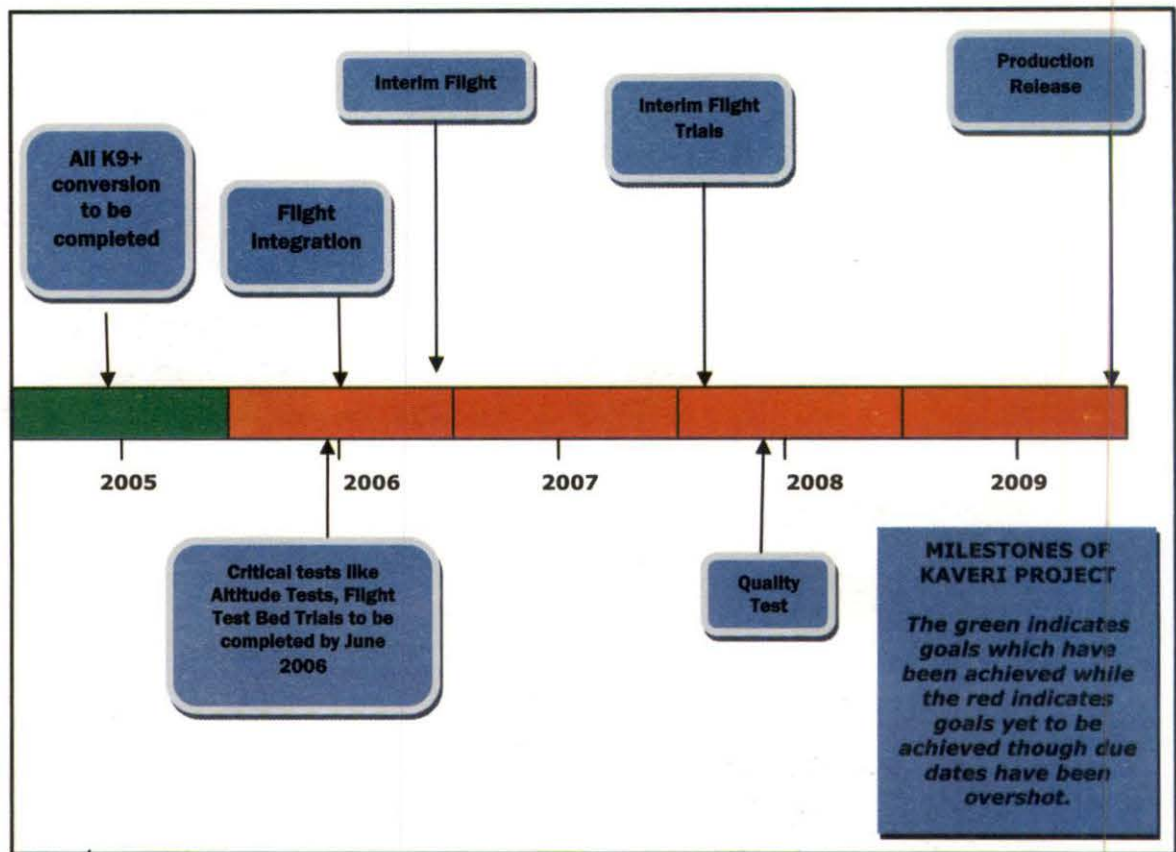 Interim Flight
Interim Flight
Trials
Production
Release
All K9+
conversion
to be
completed
Flight
Integration
2005
2006
2007
2008
2009
Critical tests like
Altitude Tests, Flight
Test Bed Trials to be
completed by June
2006
Quality
Test
MILESTONES OF
KAVERI PROJECT
The green indicates
goals which have
been achieved while
the red indicates
goals yet to be
achieved though due
dates have been
overshot.